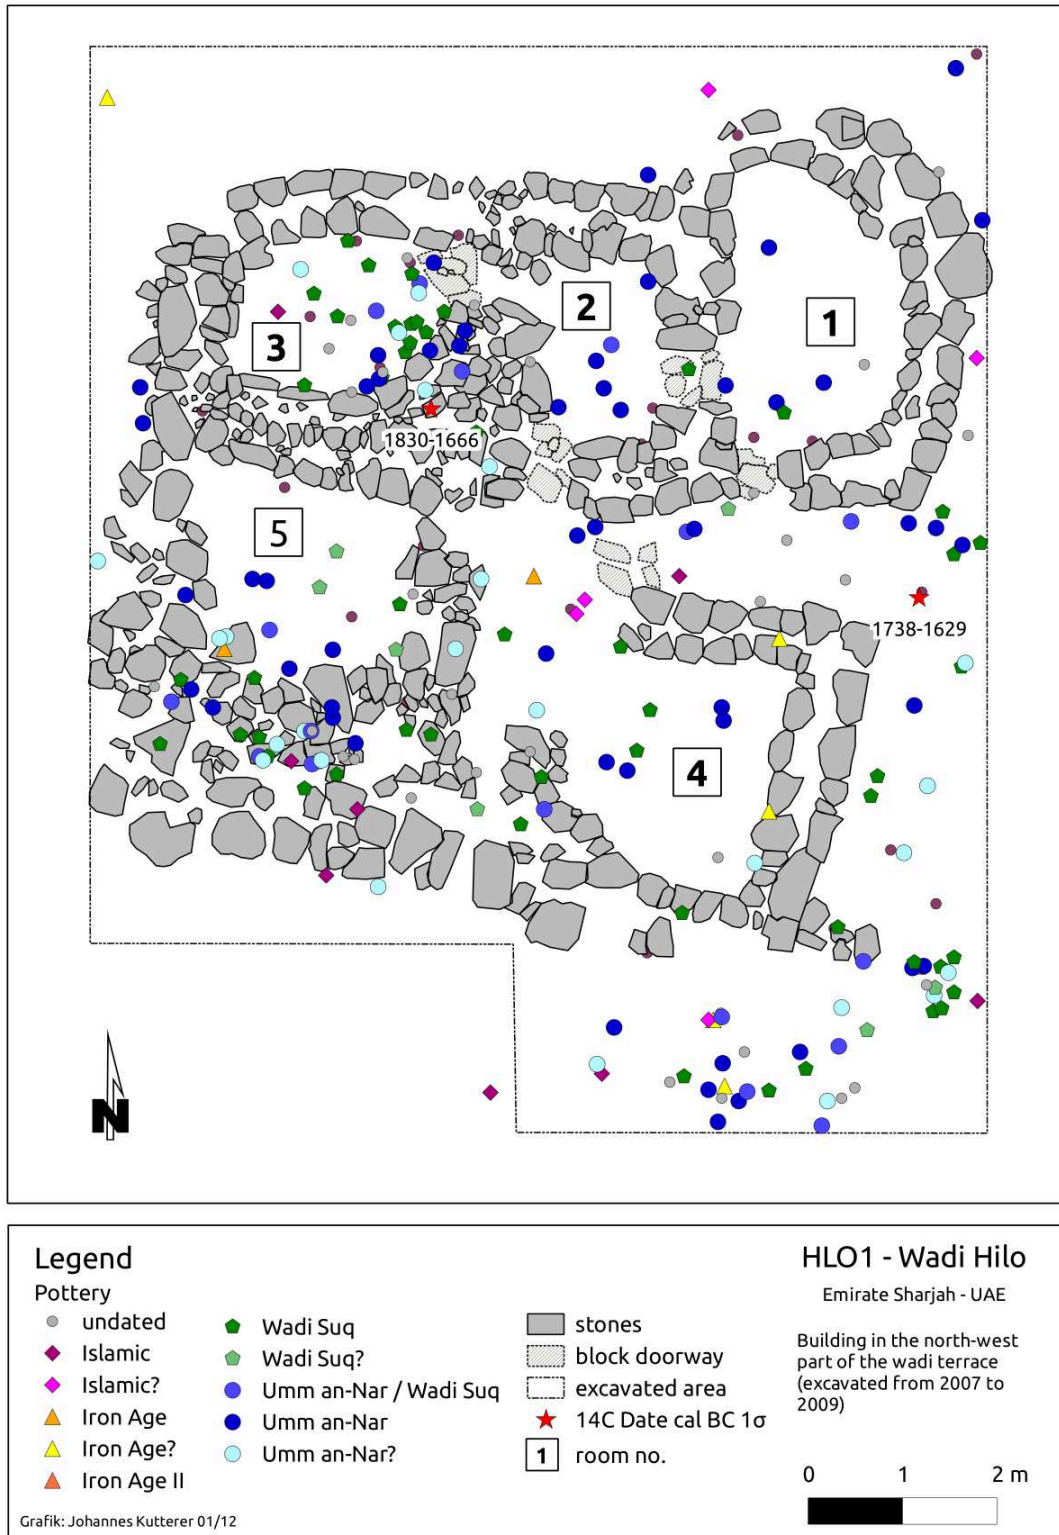 1
2
3
1830-1666
5
1738-1629
4
N
Legend
Pottery
undated
Islamic
Islamic?
Iron Age
Iron Age?
Iron Age II
Wadi Suq
Wadi Suq?
Umm an-Nar / Wadi Suq
Umm an-Nar
Umm an-Nar?
stones
block doorway
excavated area
14C Date cal BC 1σ
1 room no.
HLO1 - Wadi Hilo
Emirate Sharjah - UAE
Building in the north-west
part of the wadi terrace
(excavated from 2007 to
2009)
0 1 2 m
Grafik: Johannes Kutterer 01/12